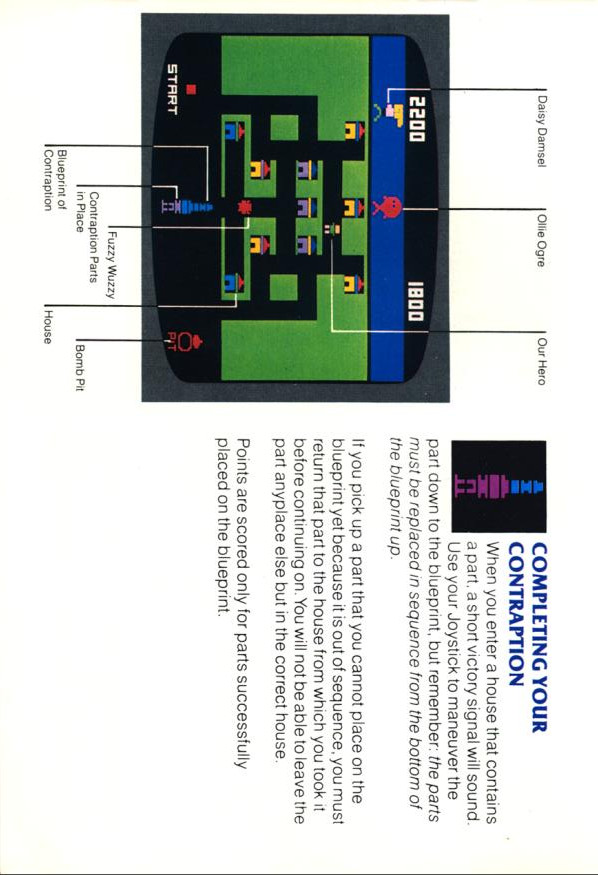 Daisy Damsel
Ollie Ogre
Our Hero
2200
1800
START
PIT
Blueprint of
Contraption
Contraption Parts
in Place
Fuzzy Wuzzy
House
Bomb Pit
COMPLETING YOUR
CONTRAPTION
When you enter a house that contains
a part, a short victory signal will sound.
Use your Joystick to maneuver the
part down to the blueprint, but remember: the parts
must be replaced in sequence from the bottom of
the blueprint up.
If you pick up a part that you cannot place on the
blueprint yet because it is out of sequence, you must
return that part to the house from which you took it
before continuing on. You will not be able to leave the
part anyplace else but in the correct house.
Points are scored only for parts successfully
placed on the blueprint.